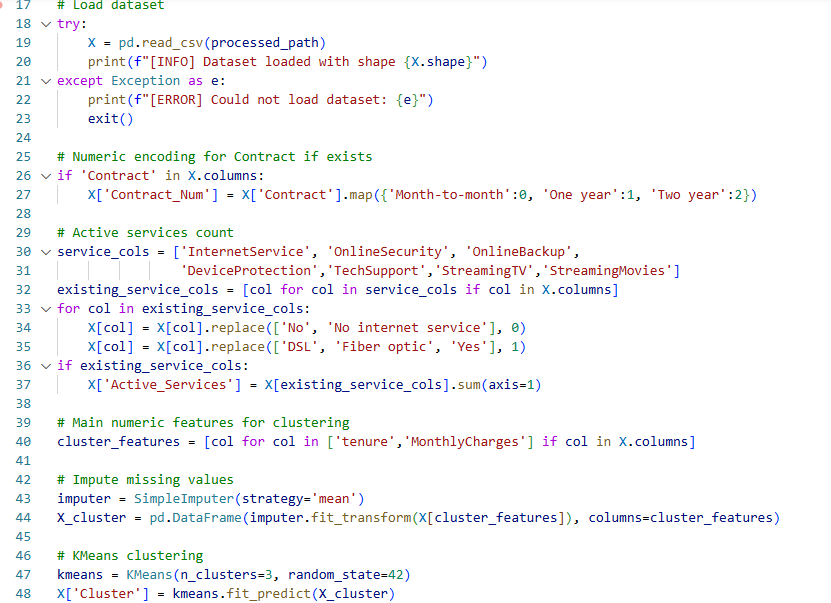 17 # Load dataset
18 try:
19     X = pd.read_csv(processed_path)
20     print(f"[INFO] Dataset loaded with shape {X.shape}")
21 except Exception as e:
22     print(f"[ERROR] Could not load dataset: {e}")
23     exit()
24
25 # Numeric encoding for Contract if exists
26 if 'Contract' in X.columns:
27     X['Contract_Num'] = X['Contract'].map({'Month-to-month':0, 'One year':1, 'Two year':2})
28
29 # Active services count
30 service_cols = ['InternetService', 'OnlineSecurity', 'OnlineBackup',
31                 'DeviceProtection','TechSupport','StreamingTV','StreamingMovies']
32 existing_service_cols = [col for col in service_cols if col in X.columns]
33 for col in existing_service_cols:
34     X[col] = X[col].replace(['No', 'No internet service'], 0)
35     X[col] = X[col].replace(['DSL', 'Fiber optic', 'Yes'], 1)
36 if existing_service_cols:
37     X['Active_Services'] = X[existing_service_cols].sum(axis=1)
38
39 # Main numeric features for clustering
40 cluster_features = [col for col in ['tenure','MonthlyCharges'] if col in X.columns]
41
42 # Impute missing values
43 imputer = SimpleImputer(strategy='mean')
44 X_cluster = pd.DataFrame(imputer.fit_transform(X[cluster_features]), columns=cluster_features)
45
46 # KMeans clustering
47 kmeans = KMeans(n_clusters=3, random_state=42)
48 X['Cluster'] = kmeans.fit_predict(X_cluster)